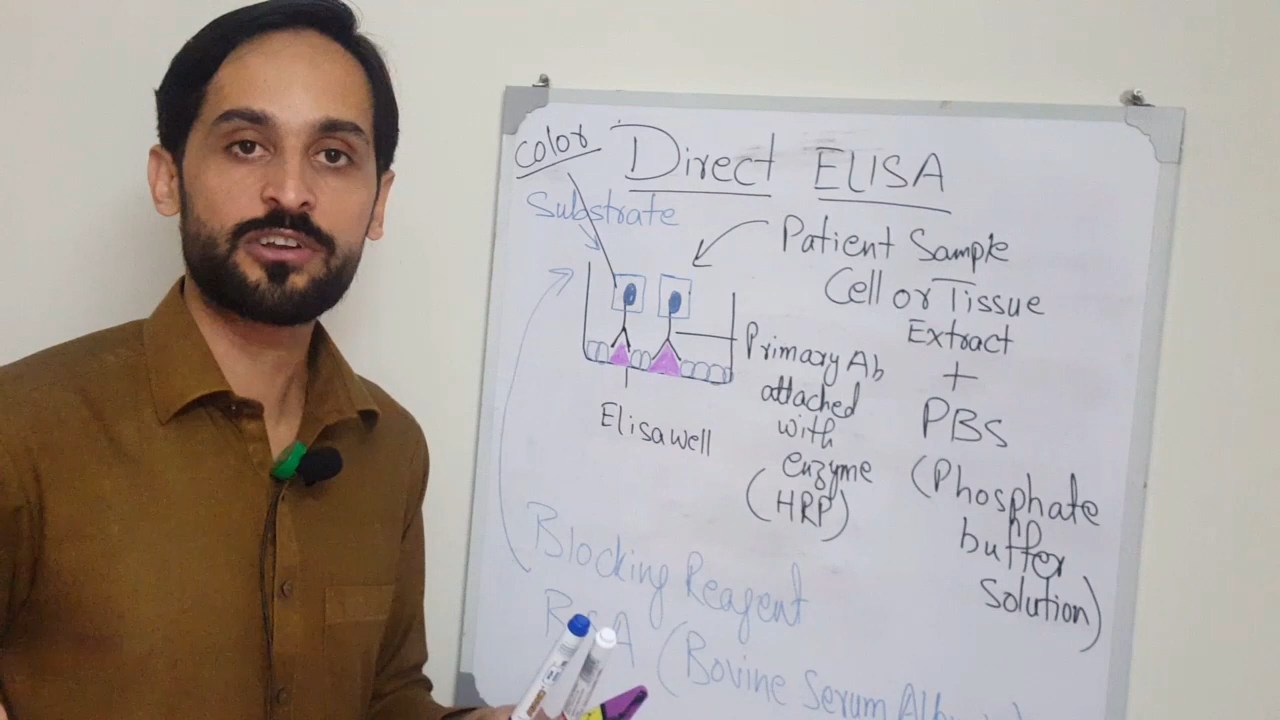 color
Direct ELISA
Substrate
Patient Sample
Cell or Tissue
Extract
+
PBS
(Phosphate
buffer
Solution)
Primary Ab
attached
with
enzyme
(HRP)
Elisa well
Blocking Reagent
(Bovine Serum